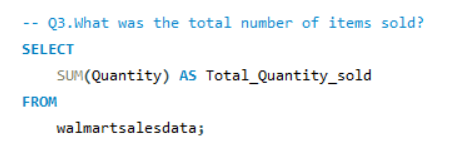 -- Q3.What was the total number of items sold?
SELECT
SUM(Quantity) AS Total_Quantity_sold
FROM
walmartsalesdata;